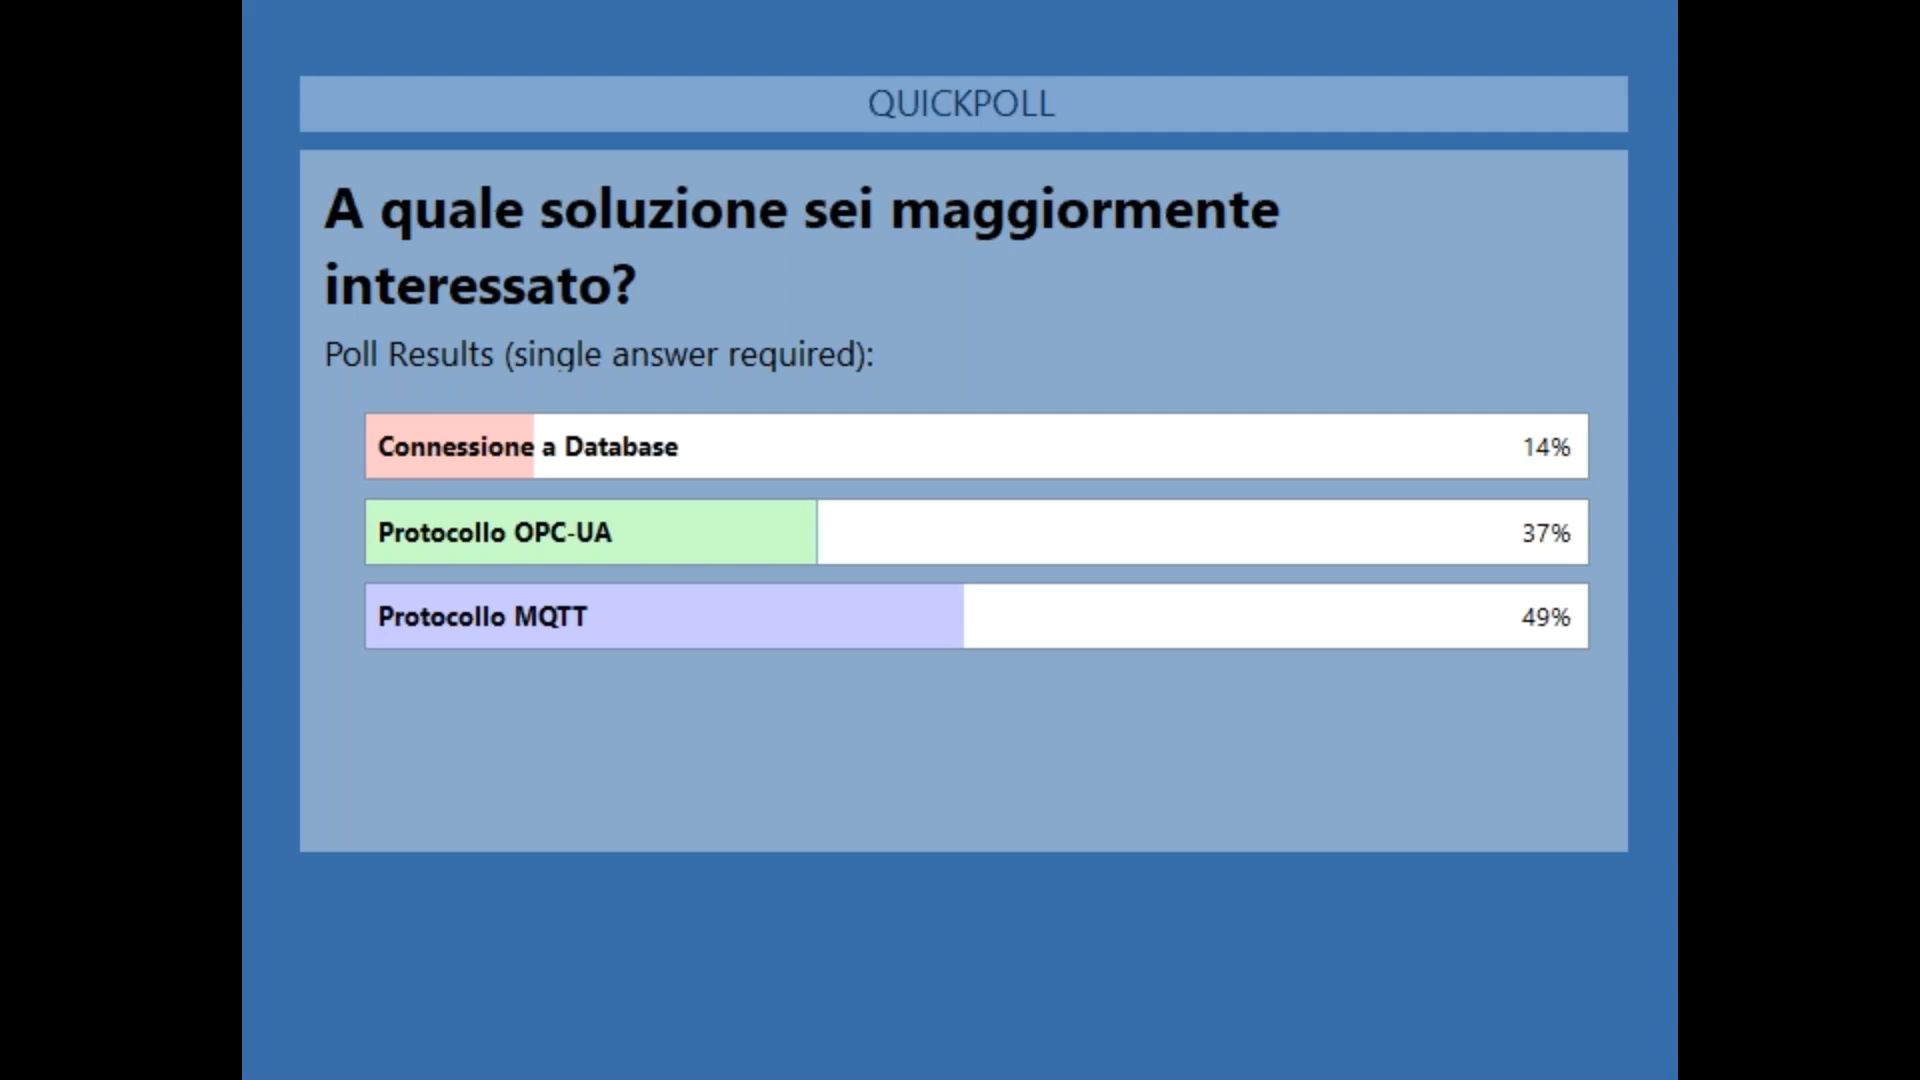 QUICKPOLL
A quale soluzione sei maggiormente
interessato?
Poll Results (single answer required):
Connessione a Database 14%
Protocollo OPC-UA 37%
Protocollo MQTT 49%